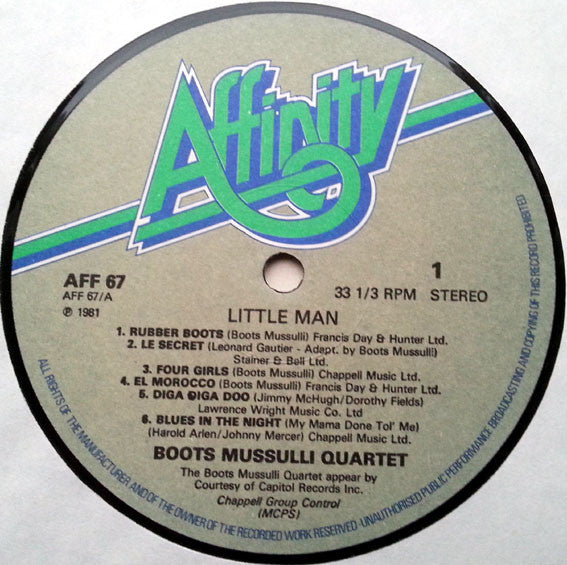 Affinity
AFF 67
AFF 67/A
℗ 1981
1
33 1/3 RPM STEREO
LITTLE MAN
1. RUBBER BOOTS (Boots Mussulli) Francis Day & Hunter Ltd.
2. LE SECRET (Leonard Gautier - Adapt. by Boots Mussulli)
Stainer & Bell Ltd.
3. FOUR GIRLS (Boots Mussulli) Chappell Music Ltd.
4. EL MOROCCO (Boots Mussulli) Francis Day & Hunter Ltd.
5. DIGA DIGA DOO (Jimmy McHugh/Dorothy Fields)
Lawrence Wright Music Co. Ltd
6. BLUES IN THE NIGHT (My Mama Done Tol' Me)
(Harold Arlen/Johnny Mercer) Chappell Music Ltd.
BOOTS MUSSULLI QUARTET
The Boots Mussulli Quartet appear by
Courtesy of Capitol Records Inc.
Chappell Group Control
(MCPS)
ALL RIGHTS OF THE MANUFACTURER AND OF THE OWNER OF THE RECORDED WORK RESERVED · UNAUTHORISED PUBLIC PERFORMANCE BROADCASTING AND COPYING OF THIS RECORD PROHIBITED